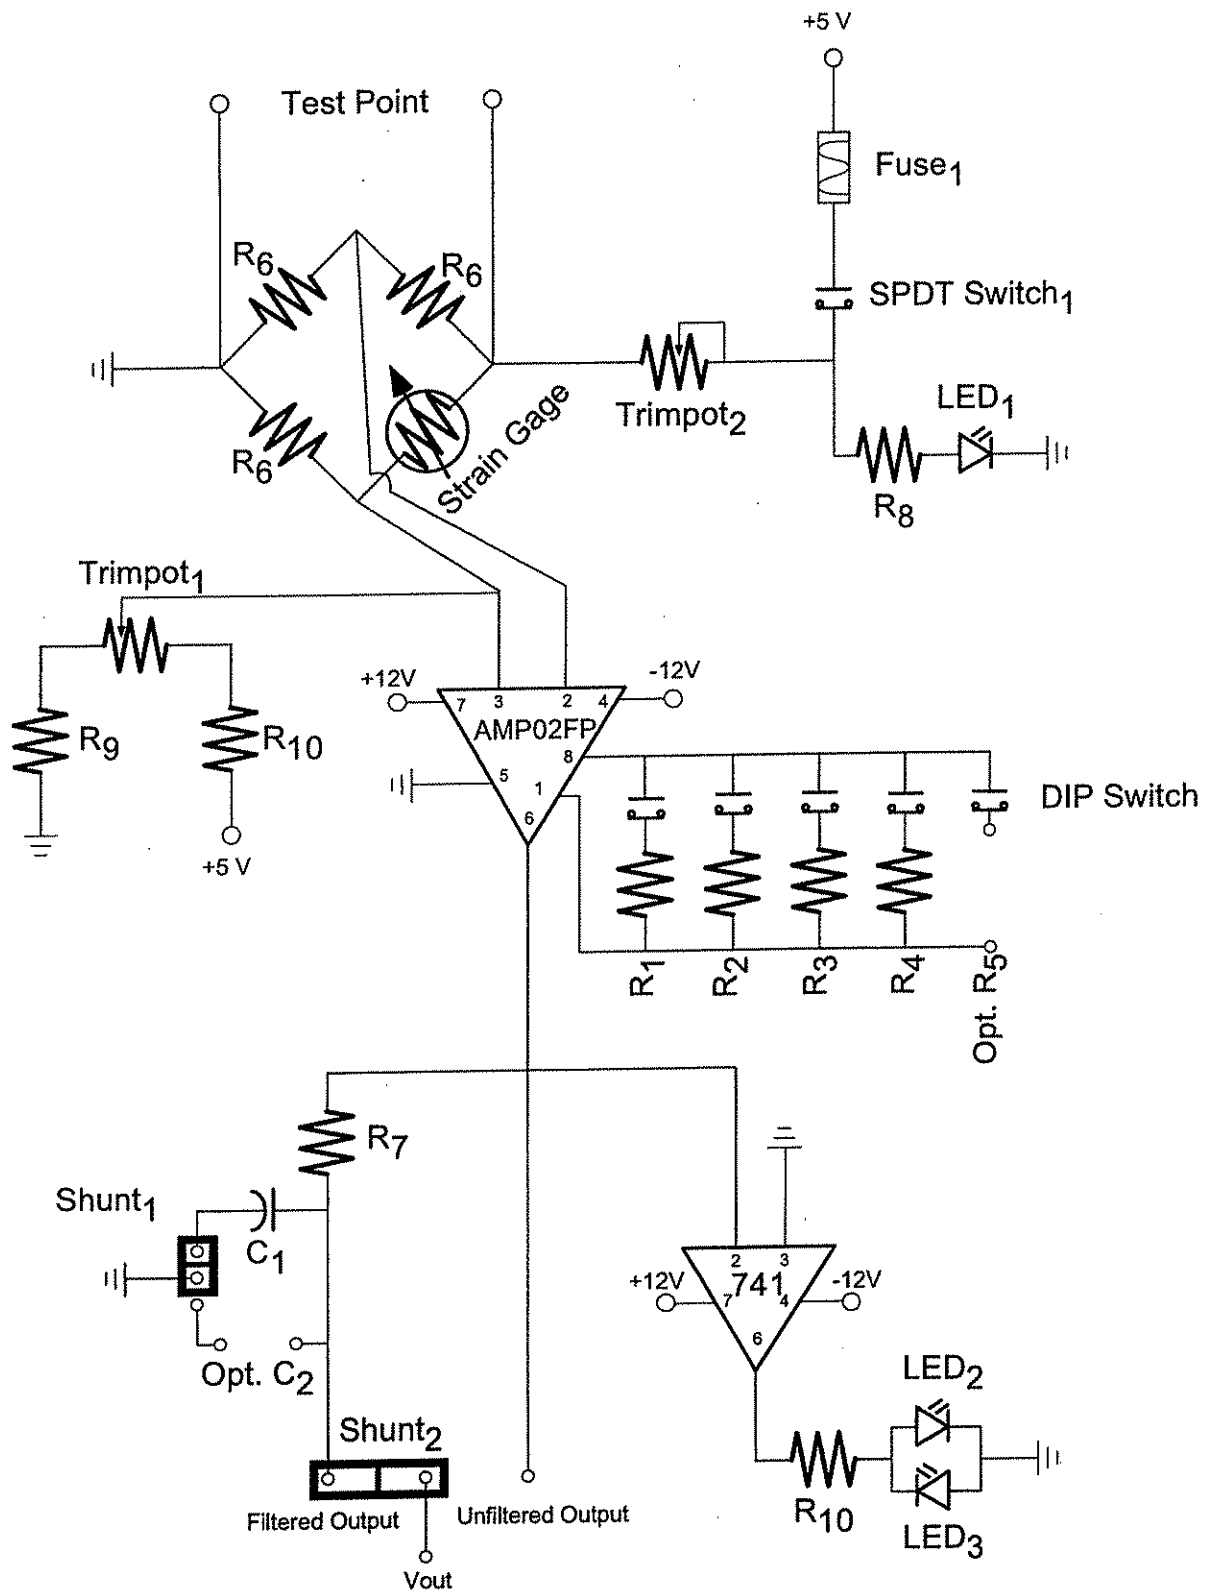 +5 V
Test Point
Fuse1
R6
R6
SPDT Switch1
LED1
Trimpot2
R6
Strain Gage
R8
Trimpot1
+12V
-12V
7
3
2
4
AMP02FP
R9
R10
8
5
1
DIP Switch
6
+5 V
R1
R2
R3
R4
Opt. R5
R7
Shunt1
C1
2
3
+12V
741
-12V
7
4
6
Opt. C2
LED2
Shunt2
R10
Filtered Output
Unfiltered Output
LED3
Vout